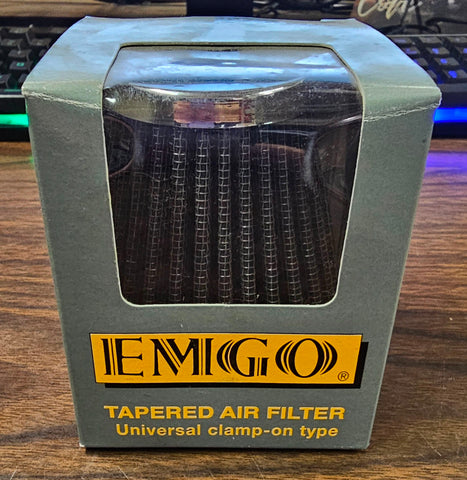 EMGO®
TAPERED AIR FILTER
Universal clamp-on type